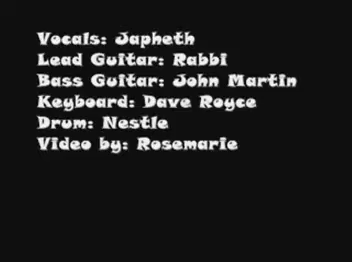 Vocals: Japheth
Lead Guitar: Rabbi
Bass Guitar: John Martin
Keyboard: Dave Royce
Drum: Nestle
Video by: Rosemarie